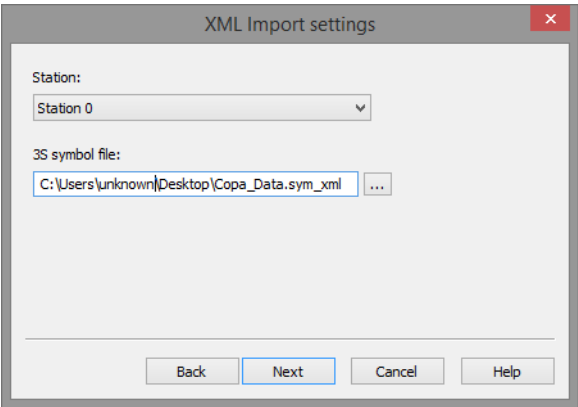 XML Import settings
Station:
Station 0
3S symbol file:
C:\Users\unknown\Desktop\Copa_Data.sym_xml
...
Back Next Cancel Help